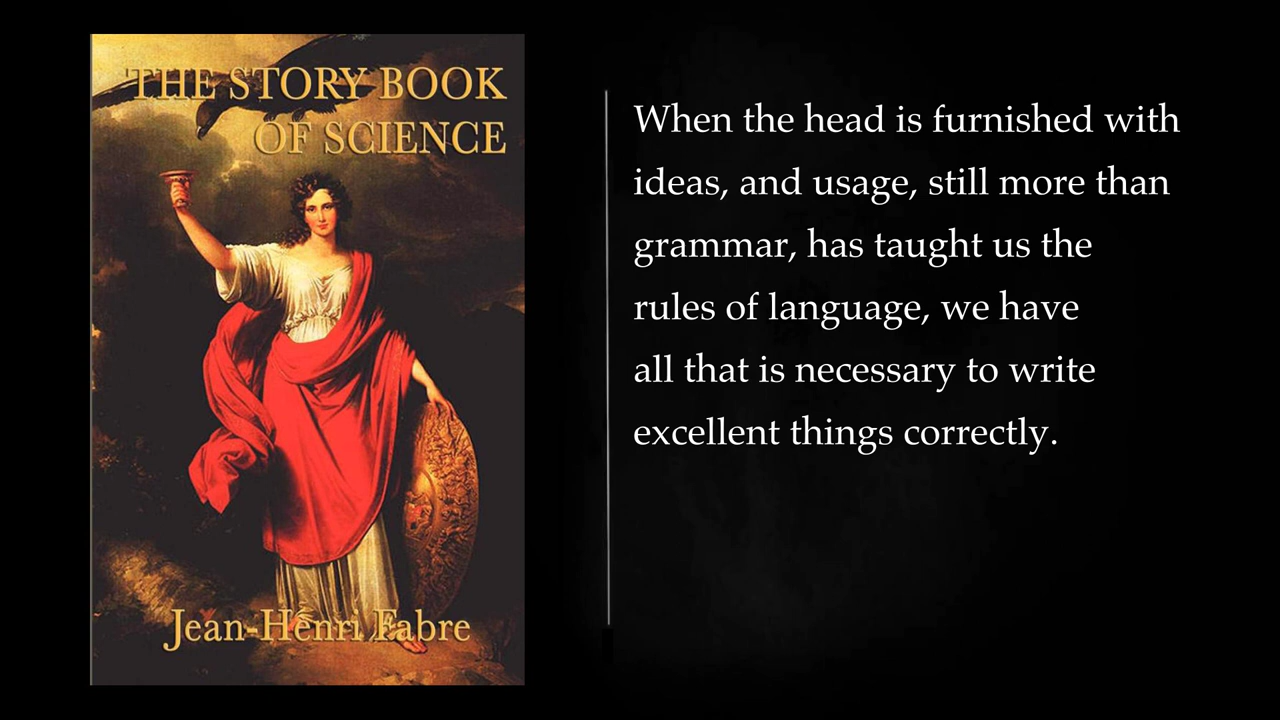 THE STORY BOOK
OF SCIENCE
Jean-Henri Fabre
When the head is furnished with
ideas, and usage, still more than
grammar, has taught us the
rules of language, we have
all that is necessary to write
excellent things correctly.